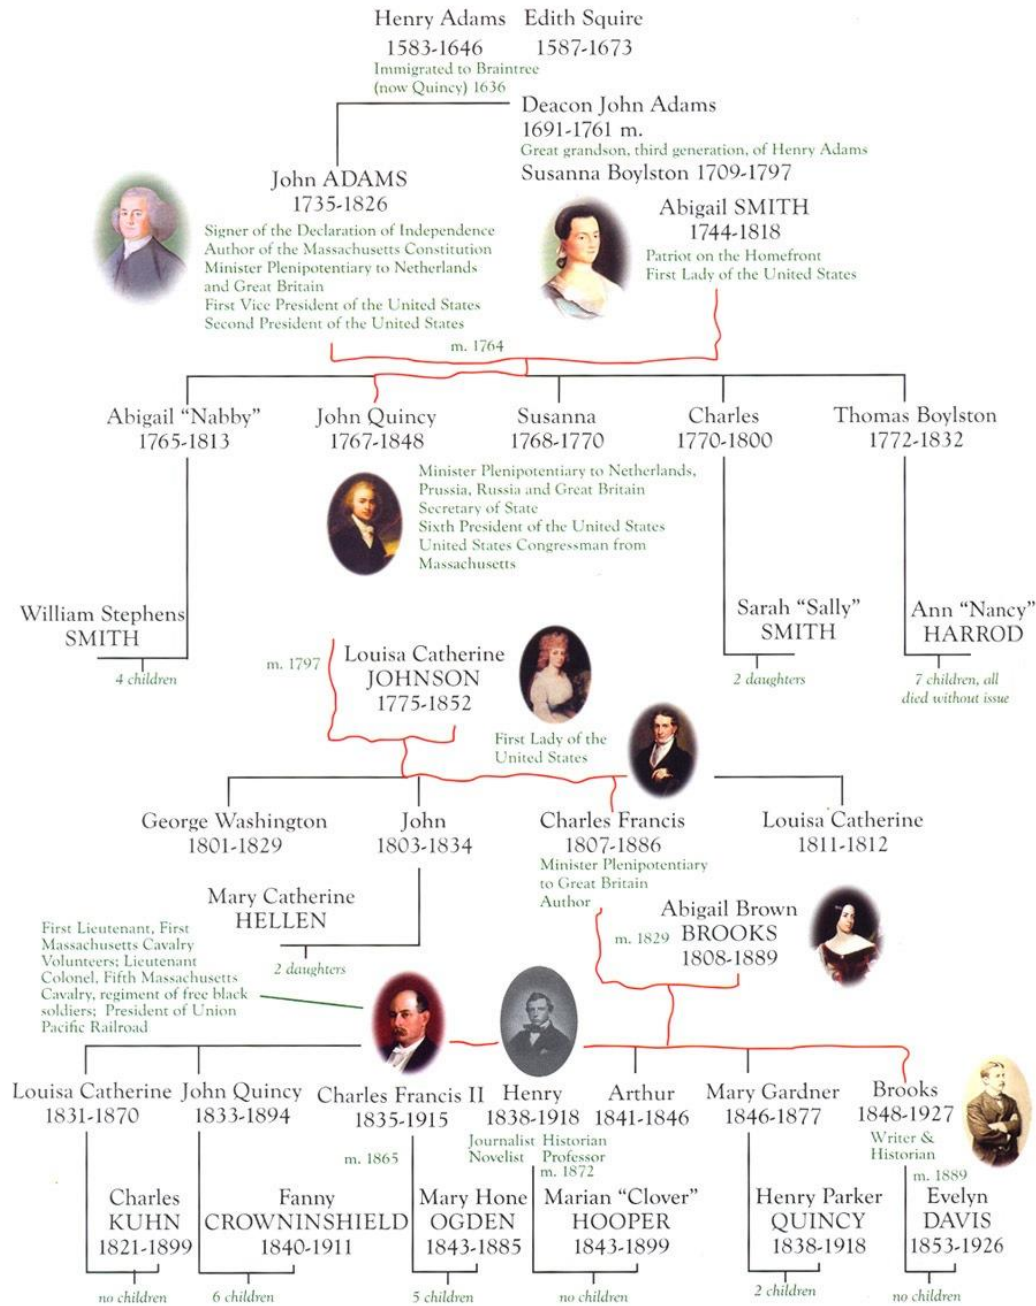 Henry Adams
1583-1646
Immigrated to Braintree
(now Quincy) 1636
Edith Squire
1587-1673
Deacon John Adams
1691-1761 m.
Great grandson, third generation, of Henry Adams
Susanna Boylston 1709-1797
John ADAMS
1735-1826
Signer of the Declaration of Independence
Author of the Massachusetts Constitution
Minister Plenipotentiary to Netherlands
and Great Britain
First Vice President of the United States
Second President of the United States
Abigail SMITH
1744-1818
Patriot on the Homefront
First Lady of the United States
m. 1764
Abigail “Nabby”
1765-1813
John Quincy
1767-1848
Susanna
1768-1770
Charles
1770-1800
Thomas Boylston
1772-1832
Minister Plenipotentiary to Netherlands,
Prussia, Russia and Great Britain
Secretary of State
Sixth President of the United States
United States Congressman from
Massachusetts
William Stephens
SMITH
4 children
m. 1797
Louisa Catherine
JOHNSON
1775-1852
First Lady of the
United States
Sarah “Sally”
SMITH
2 daughters
Ann “Nancy”
HARROD
7 children, all
died without issue
George Washington
1801-1829
John
1803-1834
Charles Francis
1807-1886
Minister Plenipotentiary
to Great Britain
Author
Louisa Catherine
1811-1812
Mary Catherine
HELLEN
2 daughters
m. 1829
Abigail Brown
BROOKS
1808-1889
First Lieutenant, First
Massachusetts Cavalry
Volunteers; Lieutenant
Colonel, Fifth Massachusetts
Cavalry, regiment of free black
soldiers; President of Union
Pacific Railroad
Louisa Catherine
1831-1870
John Quincy
1833-1894
Charles Francis II
1835-1915
m. 1865
Henry
1838-1918
Journalist Historian
Novelist Professor
m. 1872
Arthur
1841-1846
Mary Gardner
1846-1877
Brooks
1848-1927
Writer &
Historian
m. 1889
Charles
KUHN
1821-1899
no children
Fanny
CROWNINSHIELD
1840-1911
6 children
Mary Hone
OGDEN
1843-1885
5 children
Marian “Clover”
HOOPER
1843-1899
no children
Henry Parker
QUINCY
1838-1918
2 children
Evelyn
DAVIS
1853-1926
no children